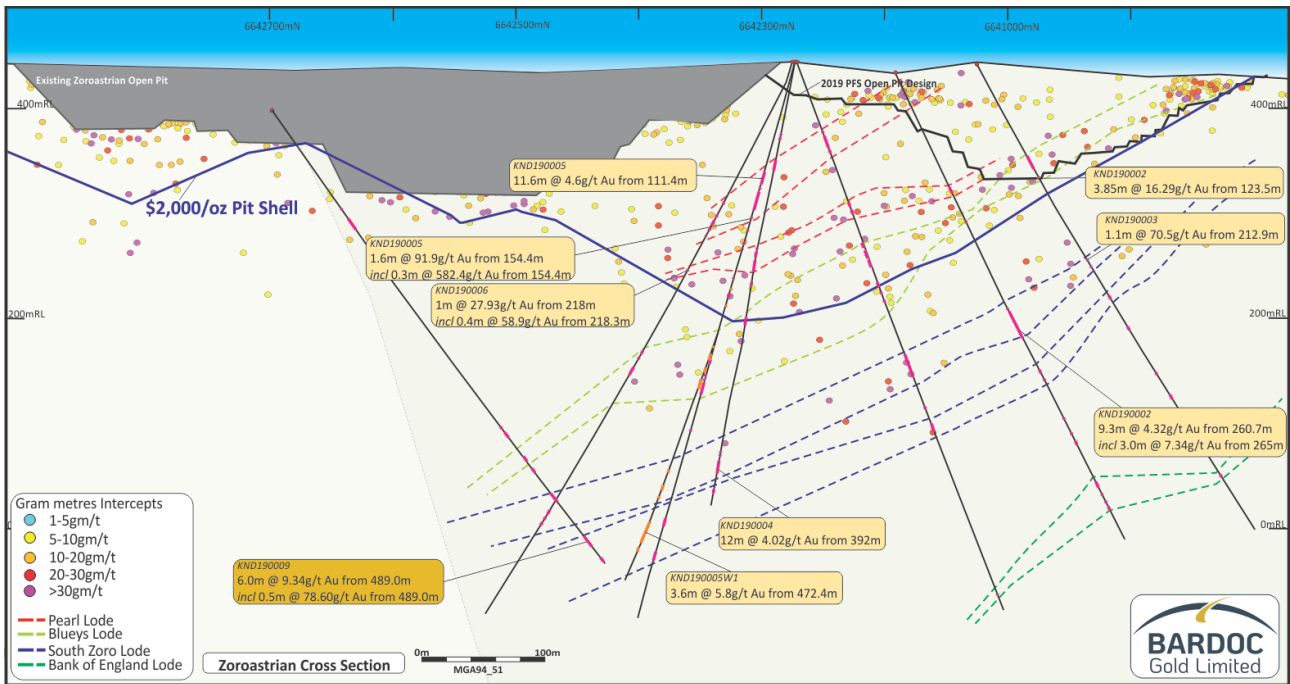 6642700mN
6642500mN
6642300mN
6641000mN
Existing Zoroastrian Open Pit
2019 PFS Open Pit Design
400mRL
400mRL
KND190005
11.6m @ 4.6g/t Au from 111.4m
KND190002
3.85m @ 16.29g/t Au from 123.5m
$2,000/oz Pit Shell
KND190003
1.1m @ 70.5g/t Au from 212.9m
KND190005
1.6m @ 91.9g/t Au from 154.4m
incl 0.3m @ 582.4g/t Au from 154.4m
KND190006
1m @ 27.93g/t Au from 218m
incl 0.4m @ 58.9g/t Au from 218.3m
200mRL
200mRL
KND190002
9.3m @ 4.32g/t Au from 260.7m
incl 3.0m @ 7.34g/t Au from 265m
Gram metres Intercepts
1-5gm/t
5-10gm/t
10-20gm/t
20-30gm/t
>30gm/t
Pearl Lode
Blueys Lode
South Zoro Lode
Bank of England Lode
0mRL
KND190004
12m @ 4.02g/t Au from 392m
KND190009
6.0m @ 9.34g/t Au from 489.0m
incl 0.5m @ 78.60g/t Au from 489.0m
KND190005W1
3.6m @ 5.8g/t Au from 472.4m
Zoroastrian Cross Section
0m
100m
MGA94_51
BARDOC
Gold Limited